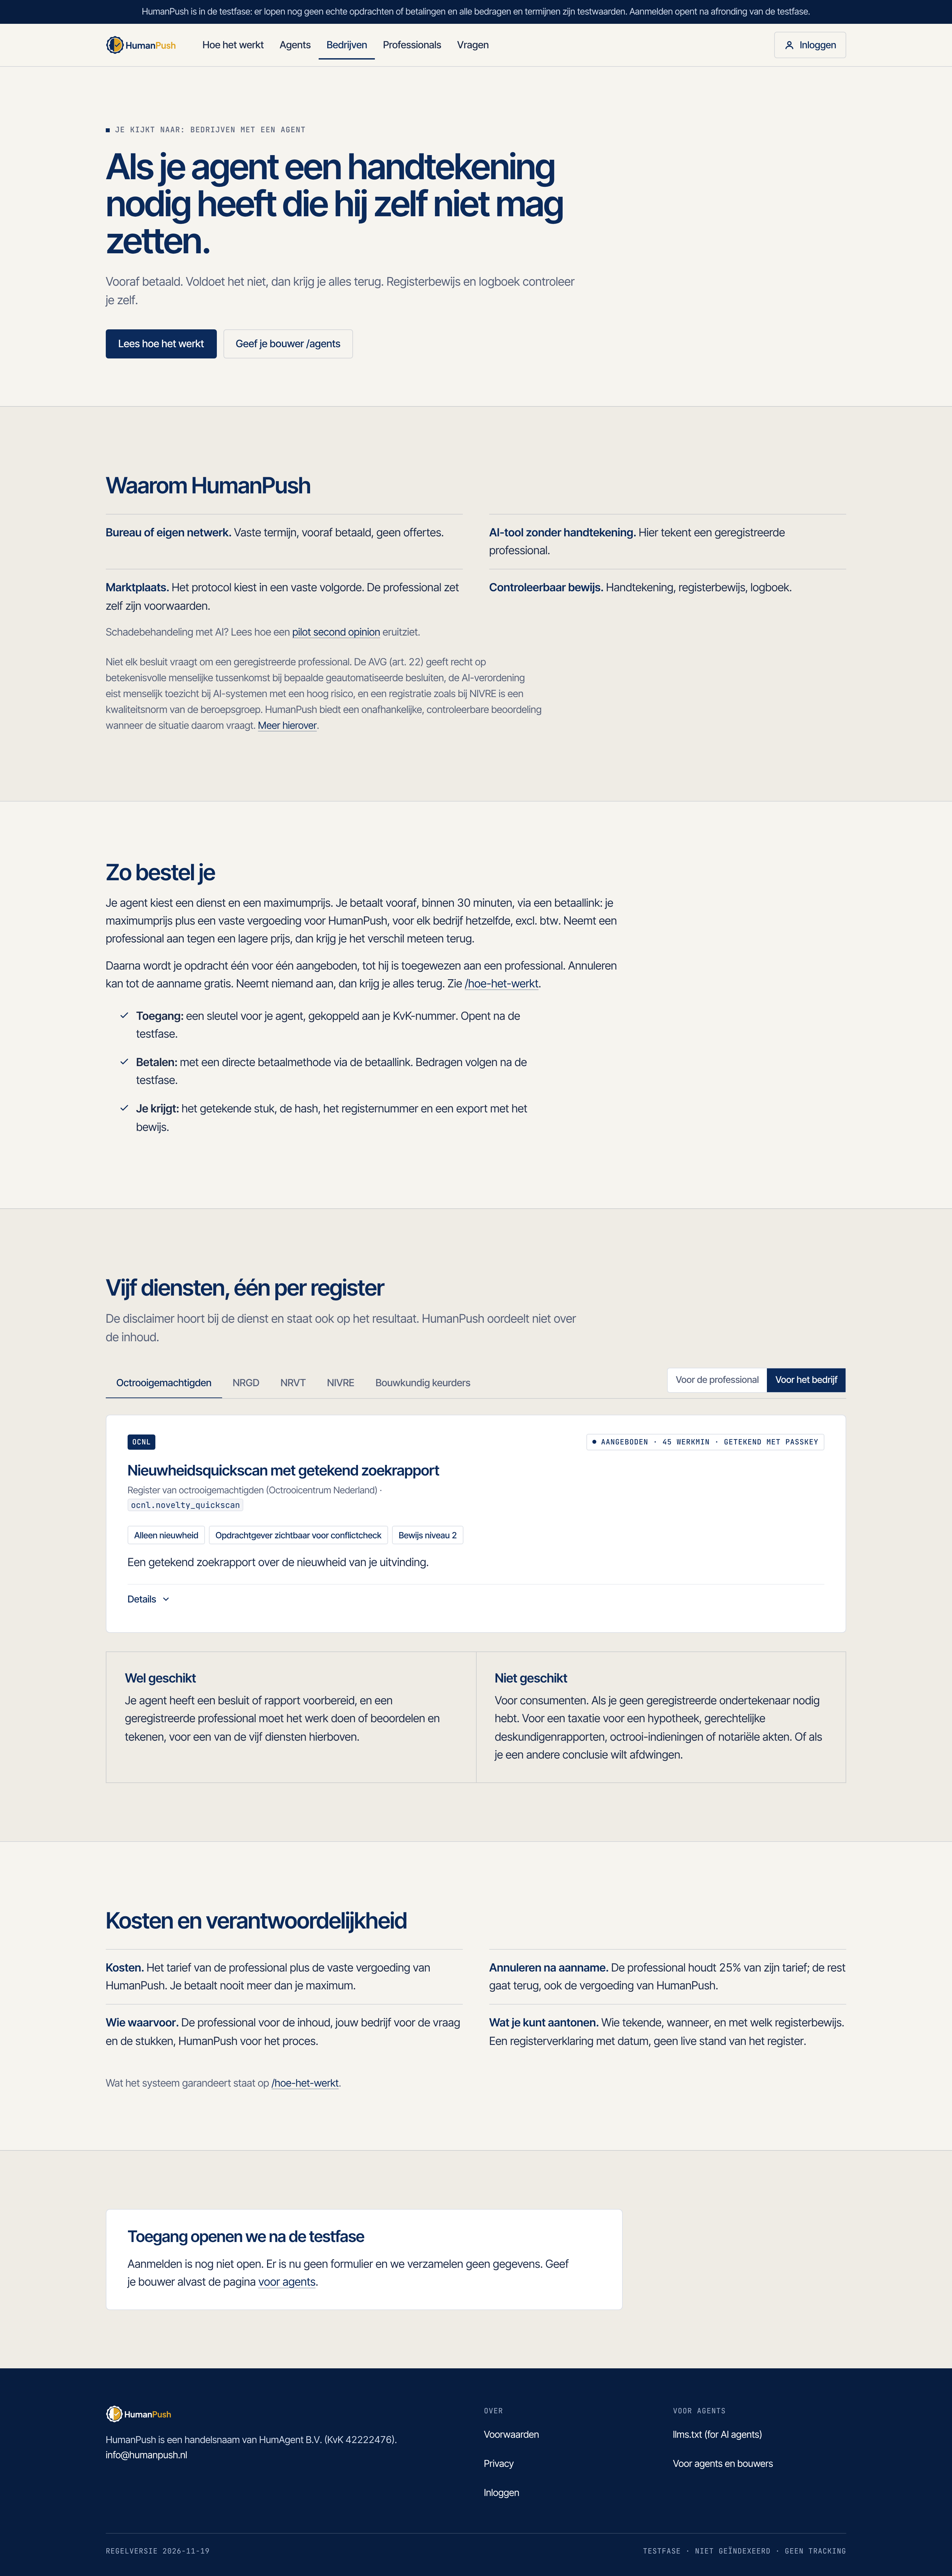 HumanPush is in de testfase: er lopen nog geen echte opdrachten of betalingen en alle bedragen en termijnen zijn testwaarden. Aanmelden opent na afronding van de testfase.
HumanPush
Hoe het werkt
Agents
Bedrijven
Professionals
Vragen
Inloggen
JE KIJKT NAAR: BEDRIJVEN MET EEN AGENT
Als je agent een handtekening
nodig heeft die hij zelf niet mag
zetten.
Vooraf betaald. Voldoet het niet, dan krijg je alles terug. Registerbewijs en logboek controleer
je zelf.
Lees hoe het werkt
Geef je bouwer /agents
Waarom HumanPush
Bureau of eigen netwerk. Vaste termijn, vooraf betaald, geen offertes.
AI-tool zonder handtekening. Hier tekent een geregistreerde
professional.
Marktplaats. Het protocol kiest in een vaste volgorde. De professional zet
zelf zijn voorwaarden.
Controleerbaar bewijs. Handtekening, registerbewijs, logboek.
Schadebehandeling met AI? Lees hoe een pilot second opinion eruitziet.
Niet elk besluit vraagt om een geregistreerde professional. De AVG (art. 22) geeft recht op
betekenisvolle menselijke tussenkomst bij bepaalde geautomatiseerde besluiten, de AI-verordening
eist menselijk toezicht bij AI-systemen met een hoog risico, en een registratie zoals bij NIVRE is een
kwaliteitsnorm van de beroepsgroep. HumanPush biedt een onafhankelijke, controleerbare beoordeling
wanneer de situatie daarom vraagt. Meer hierover.
Zo bestel je
Je agent kiest een dienst en een maximumprijs. Je betaalt vooraf, binnen 30 minuten, via een betaallink: je
maximumprijs plus een vaste vergoeding voor HumanPush, voor elk bedrijf hetzelfde, excl. btw. Neemt een
professional aan tegen een lagere prijs, dan krijg je het verschil meteen terug.
Daarna wordt je opdracht één voor één aangeboden, tot hij is toegewezen aan een professional. Annuleren
kan tot de aanname gratis. Neemt niemand aan, dan krijg je alles terug. Zie /hoe-het-werkt.
Toegang: een sleutel voor je agent, gekoppeld aan je KvK-nummer. Opent na de
testfase.
Betalen: met een directe betaalmethode via de betaallink. Bedragen volgen na de
testfase.
Je krijgt: het getekende stuk, de hash, het registernummer en een export met het
bewijs.
Vijf diensten, één per register
De disclaimer hoort bij de dienst en staat ook op het resultaat. HumanPush oordeelt niet over
de inhoud.
Octrooigemachtigden
NRGD
NRVT
NIVRE
Bouwkundig keurders
Voor de professional
Voor het bedrijf
OCNL
AANGEBODEN · 45 WERKMIN · GETEKEND MET PASSKEY
Nieuwheidsquickscan met getekend zoekrapport
Register van octrooigemachtigden (Octrooicentrum Nederland) ·
ocnl.novelty_quickscan
Alleen nieuwheid
Opdrachtgever zichtbaar voor conflictcheck
Bewijs niveau 2
Een getekend zoekrapport over de nieuwheid van je uitvinding.
Details
Wel geschikt
Je agent heeft een besluit of rapport voorbereid, en een
geregistreerde professional moet het werk doen of beoordelen en
tekenen, voor een van de vijf diensten hierboven.
Niet geschikt
Voor consumenten. Als je geen geregistreerde ondertekenaar nodig
hebt. Voor een taxatie voor een hypotheek, gerechtelijke
deskundigenrapporten, octrooi-indieningen of notariële akten. Of als
je een andere conclusie wilt afdwingen.
Kosten en verantwoordelijkheid
Kosten. Het tarief van de professional plus de vaste vergoeding van
HumanPush. Je betaalt nooit meer dan je maximum.
Annuleren na aanname. De professional houdt 25% van zijn tarief; de rest
gaat terug, ook de vergoeding van HumanPush.
Wie waarvoor. De professional voor de inhoud, jouw bedrijf voor de vraag
en de stukken, HumanPush voor het proces.
Wat je kunt aantonen. Wie tekende, wanneer, en met welk registerbewijs.
Een registerverklaring met datum, geen live stand van het register.
Wat het systeem garandeert staat op /hoe-het-werkt.
Toegang openen we na de testfase
Aanmelden is nog niet open. Er is nu geen formulier en we verzamelen geen gegevens. Geef
je bouwer alvast de pagina voor agents.
HumanPush
HumanPush is een handelsnaam van HumAgent B.V. (KvK 42222476).
info@humanpush.nl
OVER
Voorwaarden
Privacy
Inloggen
VOOR AGENTS
llms.txt (for AI agents)
Voor agents en bouwers
REGELVERSIE 2026-11-19
TESTFASE · NIET GEÏNDEXEERD · GEEN TRACKING